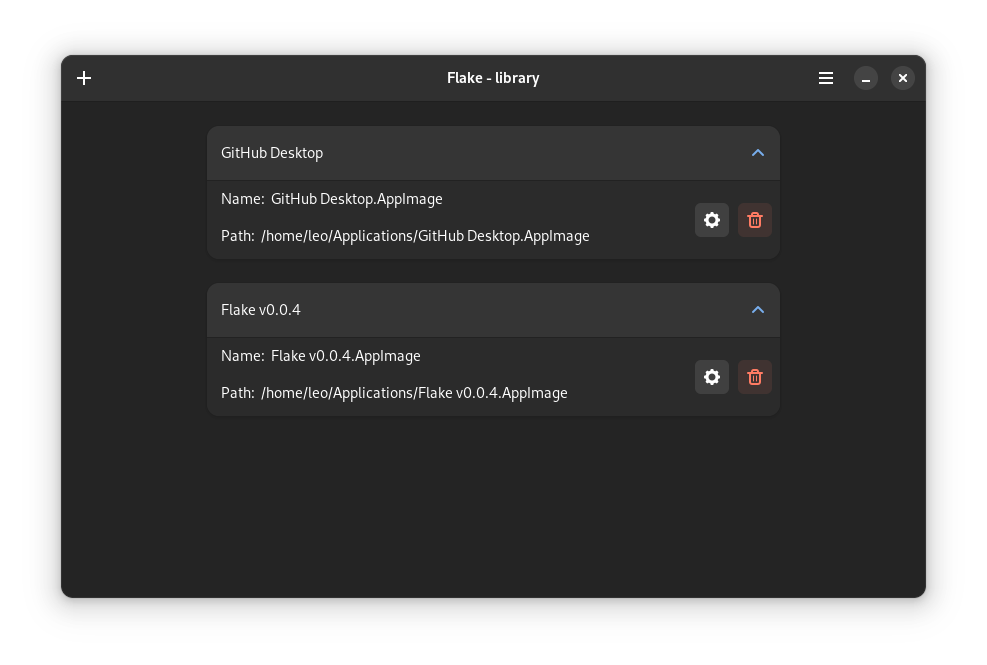 Flake - library
GitHub Desktop
Name: GitHub Desktop.AppImage
Path: /home/leo/Applications/GitHub Desktop.AppImage
Flake v0.0.4
Name: Flake v0.0.4.AppImage
Path: /home/leo/Applications/Flake v0.0.4.AppImage